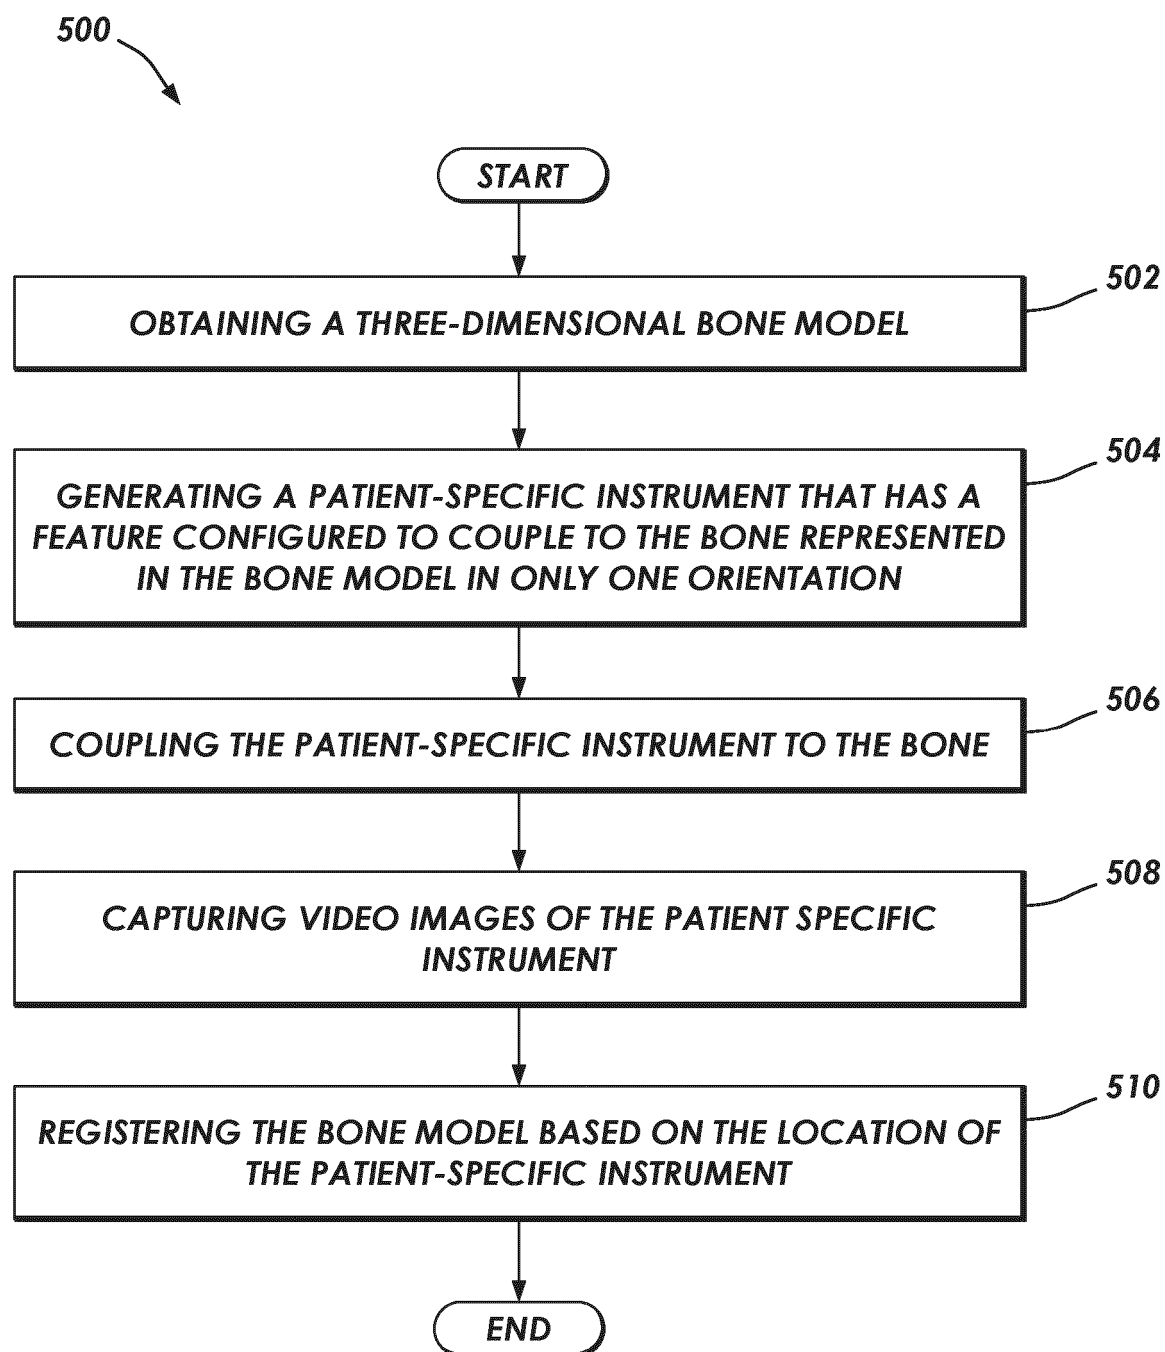 500
START
502
OBTAINING A THREE-DIMENSIONAL BONE MODEL
504
GENERATING A PATIENT-SPECIFIC INSTRUMENT THAT HAS A
FEATURE CONFIGURED TO COUPLE TO THE BONE REPRESENTED
IN THE BONE MODEL IN ONLY ONE ORIENTATION
506
COUPLING THE PATIENT-SPECIFIC INSTRUMENT TO THE BONE
508
CAPTURING VIDEO IMAGES OF THE PATIENT SPECIFIC
INSTRUMENT
510
REGISTERING THE BONE MODEL BASED ON THE LOCATION OF
THE PATIENT-SPECIFIC INSTRUMENT
END